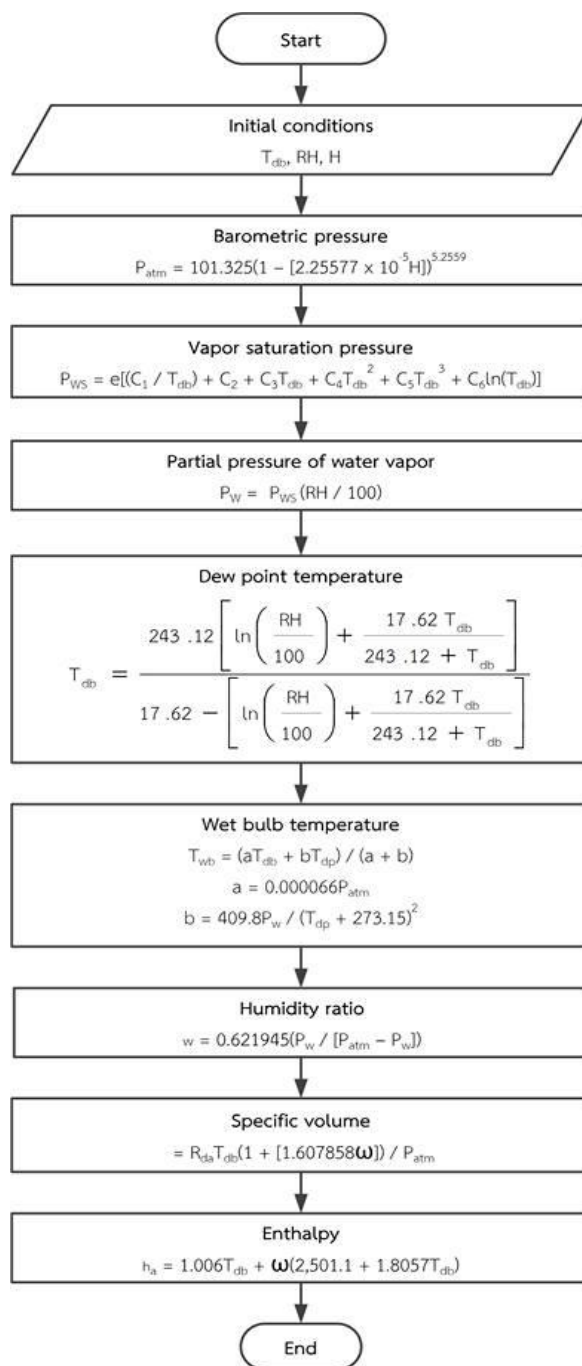 Start
Initial conditions
T_db, RH, H
Barometric pressure
P_atm = 101.325(1 – [2.25577 x 10^-5H])^5.2559
Vapor saturation pressure
P_WS = e[(C_1 / T_db) + C_2 + C_3T_db + C_4T_db^2 + C_5T_db^3 + C_6ln(T_db)]
Partial pressure of water vapor
P_W = P_WS (RH / 100)
Dew point temperature
T_db = 243 .12 [ ln ( RH / 100 ) + 17 .62 T_db / 243 .12 + T_db ] / 17 .62 – [ ln ( RH / 100 ) + 17 .62 T_db / 243 .12 + T_db ]
Wet bulb temperature
T_wb = (aT_db + bT_dp) / (a + b)
a = 0.000066P_atm
b = 409.8P_w / (T_dp + 273.15)^2
Humidity ratio
w = 0.621945(P_w / [P_atm – P_w])
Specific volume
= R_daT_db(1 + [1.607858ω]) / P_atm
Enthalpy
h_a = 1.006T_db + ω(2,501.1 + 1.8057T_db)
End